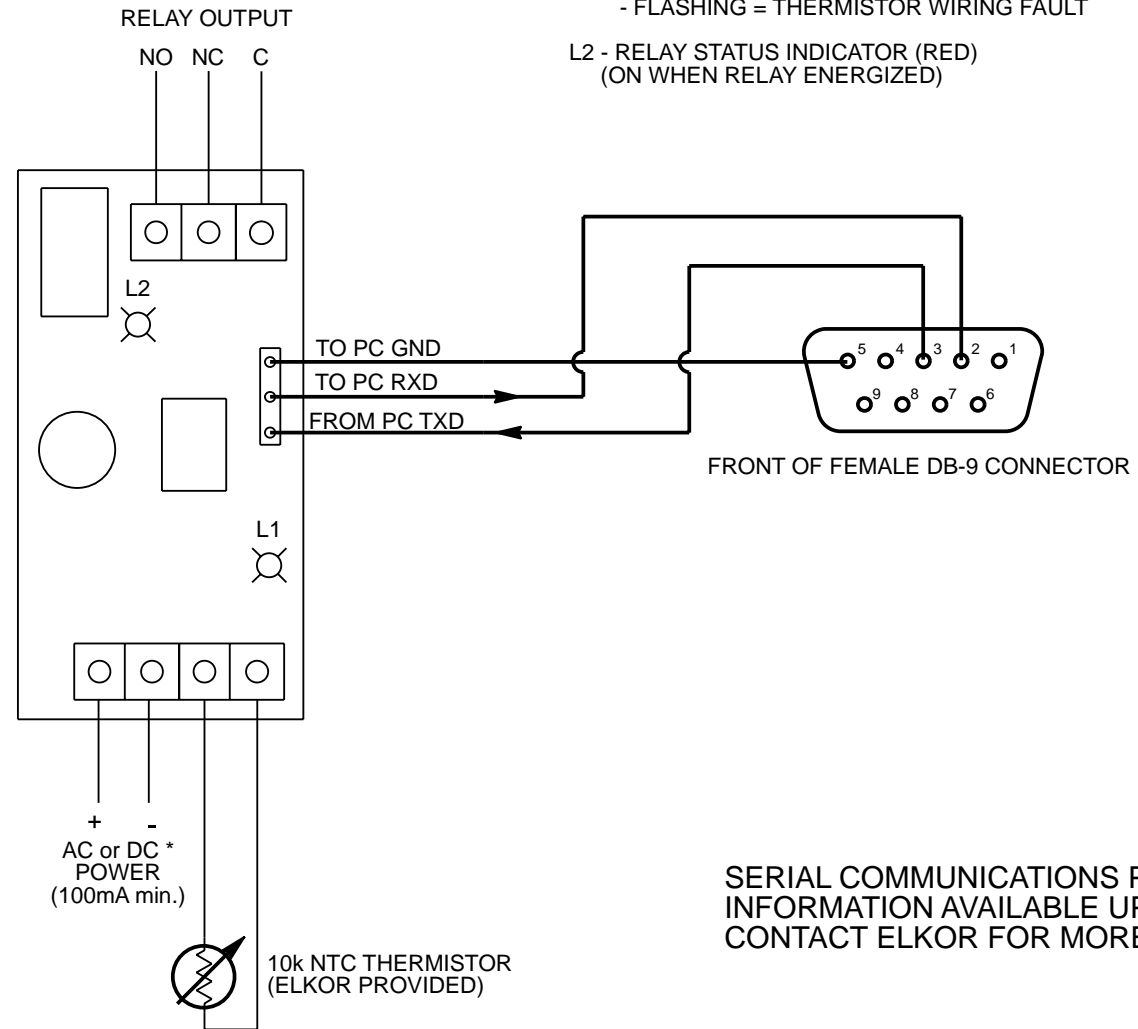 - FLASHING = THERMISTOR WIRING FAULT
RELAY OUTPUT
NO NC C
L2 - RELAY STATUS INDICATOR (RED)
(ON WHEN RELAY ENERGIZED)
L2
TO PC GND
TO PC RXD
FROM PC TXD
5 4 3 2 1
9 8 7 6
FRONT OF FEMALE DB-9 CONNECTOR
L1
+ -
AC or DC *
POWER
(100mA min.)
10k NTC THERMISTOR
(ELKOR PROVIDED)
SERIAL COMMUNICATIONS
INFORMATION AVAILABLE
CONTACT ELKOR FOR MORE